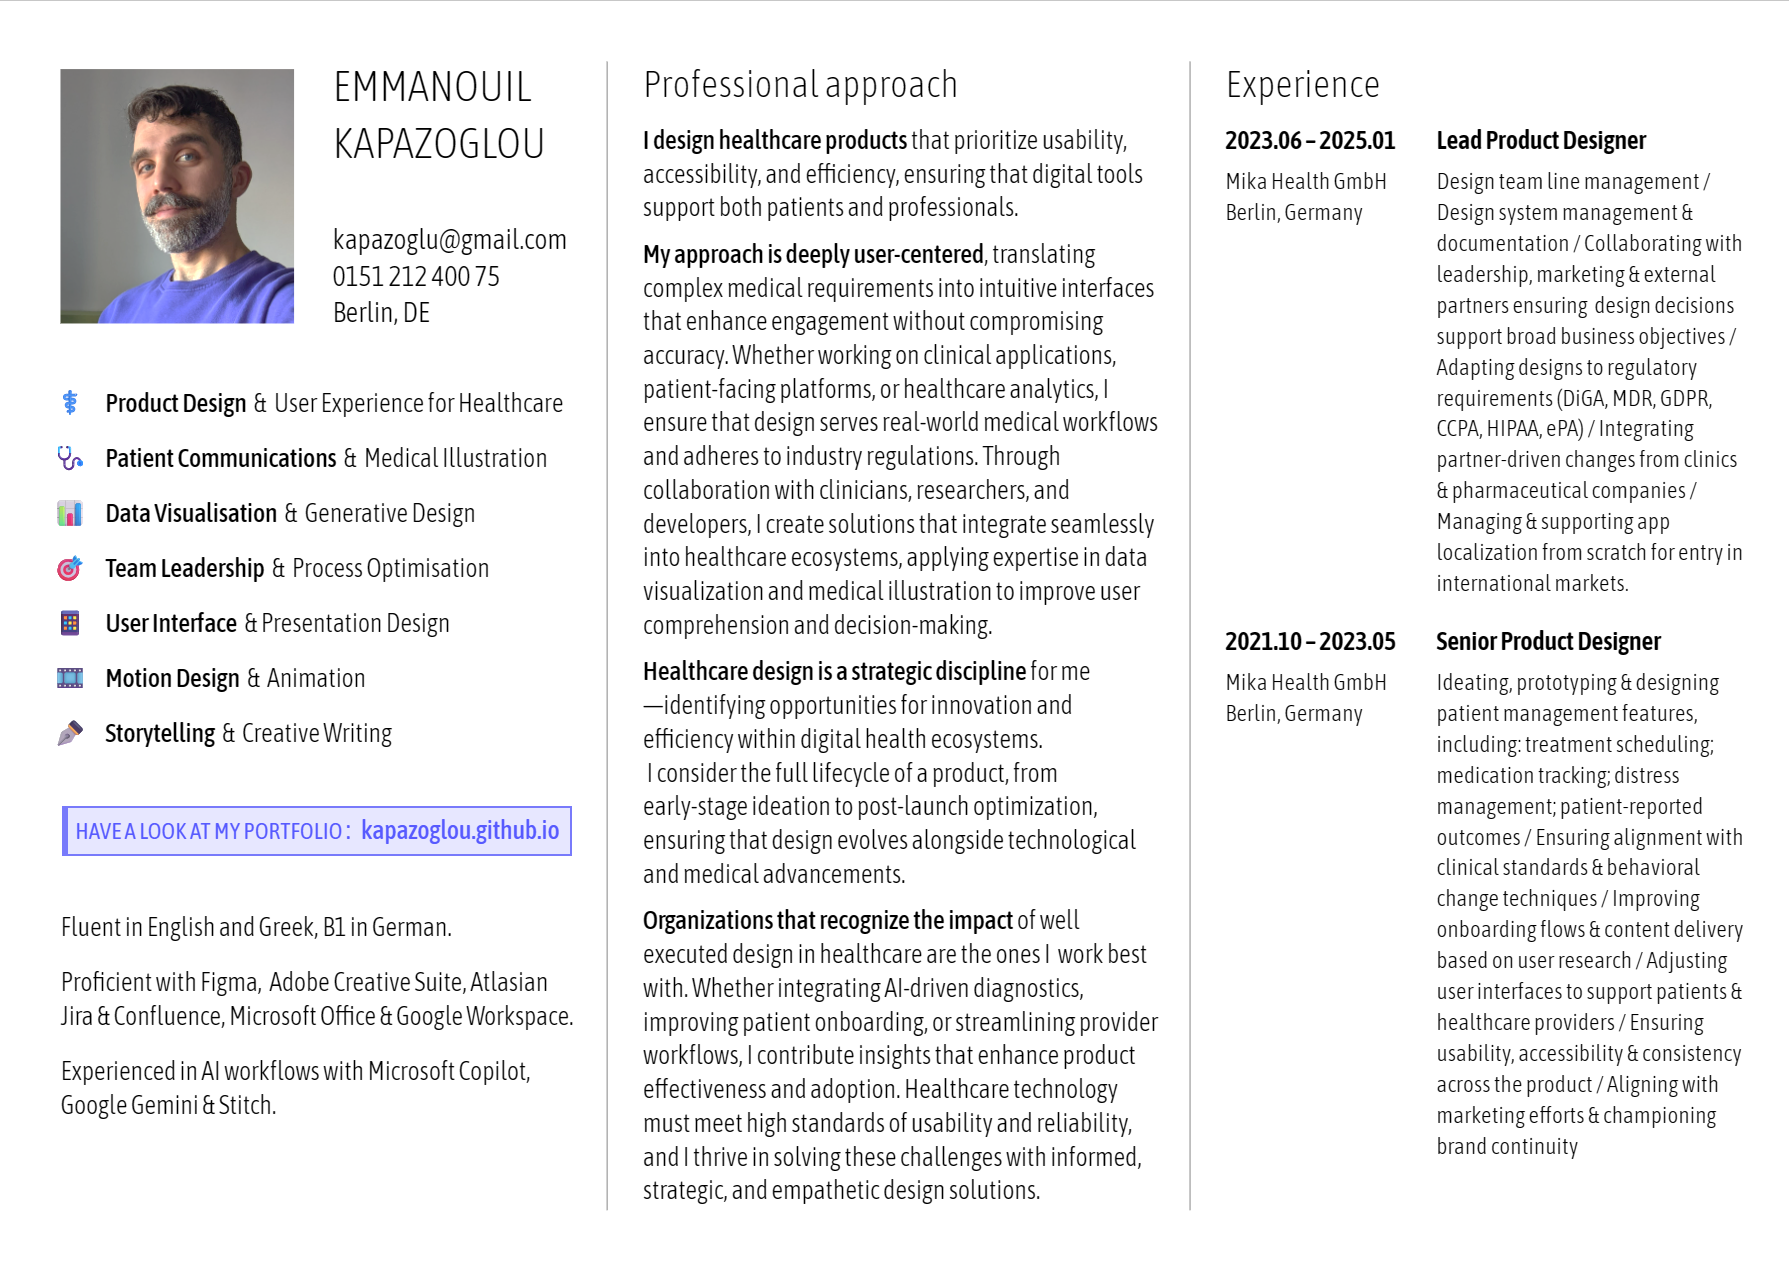 EMMANOUIL
KAPAZOGLOU
kapazoglu@gmail.com
0151 212 400 75
Berlin, DE
Product Design & User Experience for Healthcare
Patient Communications & Medical Illustration
Data Visualisation & Generative Design
Team Leadership & Process Optimisation
User Interface & Presentation Design
Motion Design & Animation
Storytelling & Creative Writing
HAVE A LOOK AT MY PORTFOLIO : kapazoglou.github.io
Fluent in English and Greek, B1 in German.
Proficient with Figma, Adobe Creative Suite, Atlasian
Jira & Confluence, Microsoft Office & Google Workspace.
Experienced in AI workflows with Microsoft Copilot,
Google Gemini & Stitch.
Professional approach
I design healthcare products that prioritize usability,
accessibility, and efficiency, ensuring that digital tools
support both patients and professionals.
My approach is deeply user-centered, translating
complex medical requirements into intuitive interfaces
that enhance engagement without compromising
accuracy. Whether working on clinical applications,
patient-facing platforms, or healthcare analytics, I
ensure that design serves real-world medical workflows
and adheres to industry regulations. Through
collaboration with clinicians, researchers, and
developers, I create solutions that integrate seamlessly
into healthcare ecosystems, applying expertise in data
visualization and medical illustration to improve user
comprehension and decision-making.
Healthcare design is a strategic discipline for me
—identifying opportunities for innovation and
efficiency within digital health ecosystems.
I consider the full lifecycle of a product, from
early-stage ideation to post-launch optimization,
ensuring that design evolves alongside technological
and medical advancements.
Organizations that recognize the impact of well
executed design in healthcare are the ones I work best
with. Whether integrating AI-driven diagnostics,
improving patient onboarding, or streamlining provider
workflows, I contribute insights that enhance product
effectiveness and adoption. Healthcare technology
must meet high standards of usability and reliability,
and I thrive in solving these challenges with informed,
strategic, and empathetic design solutions.
Experience
2023.06 – 2025.01
Mika Health GmbH
Berlin, Germany
Lead Product Designer
Design team line management /
Design system management &
documentation / Collaborating with
leadership, marketing & external
partners ensuring design decisions
support broad business objectives /
Adapting designs to regulatory
requirements (DiGA, MDR, GDPR,
CCPA, HIPAA, ePA) / Integrating
partner-driven changes from clinics
& pharmaceutical companies /
Managing & supporting app
localization from scratch for entry in
international markets.
2021.10 – 2023.05
Mika Health GmbH
Berlin, Germany
Senior Product Designer
Ideating, prototyping & designing
patient management features,
including: treatment scheduling;
medication tracking; distress
management; patient-reported
outcomes / Ensuring alignment with
clinical standards & behavioral
change techniques / Improving
onboarding flows & content delivery
based on user research / Adjusting
user interfaces to support patients &
healthcare providers / Ensuring
usability, accessibility & consistency
across the product / Aligning with
marketing efforts & championing
brand continuity